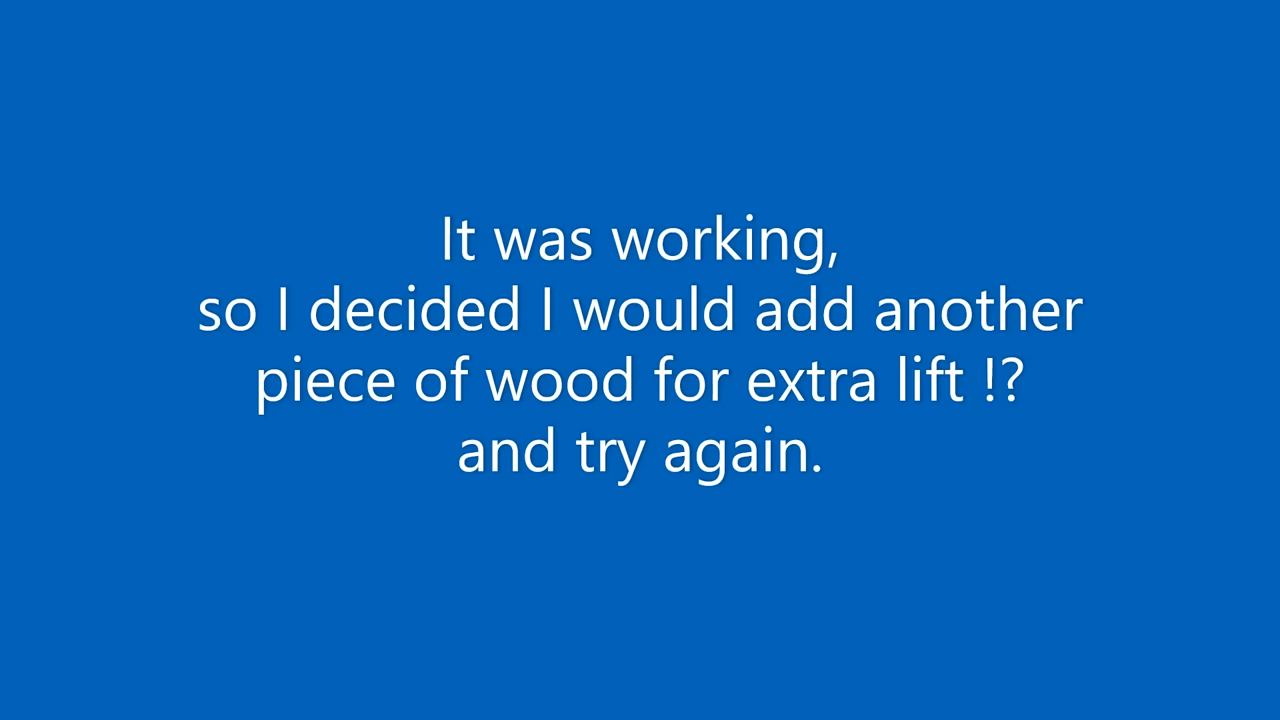 It was working,
so I decided I would add another
piece of wood for extra lift !?
and try again.